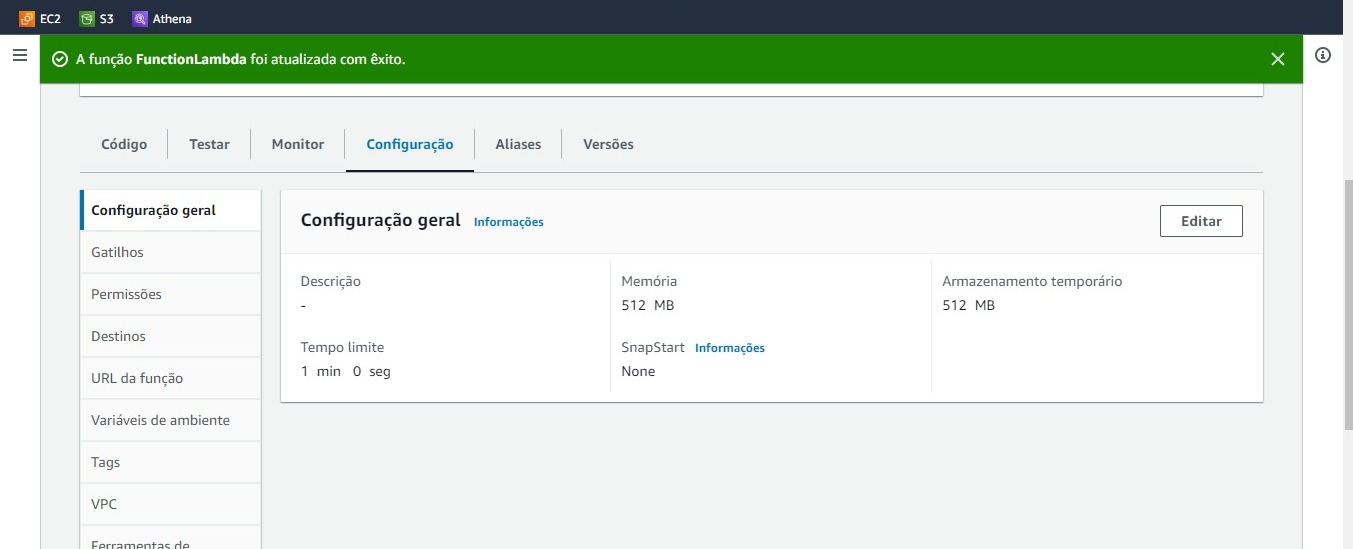 EC2 S3 Athena
A função FunctionLambda foi atualizada com êxito.
Código Testar Monitor Configuração Aliases Versões
Configuração geral
Gatilhos
Permissões
Destinos
URL da função
Variáveis de ambiente
Tags
VPC
Ferramentas de
Configuração geral Informações Editar
Descrição Memória Armazenamento temporário
- 512 MB 512 MB
Tempo limite SnapStart Informações
1 min 0 seg None